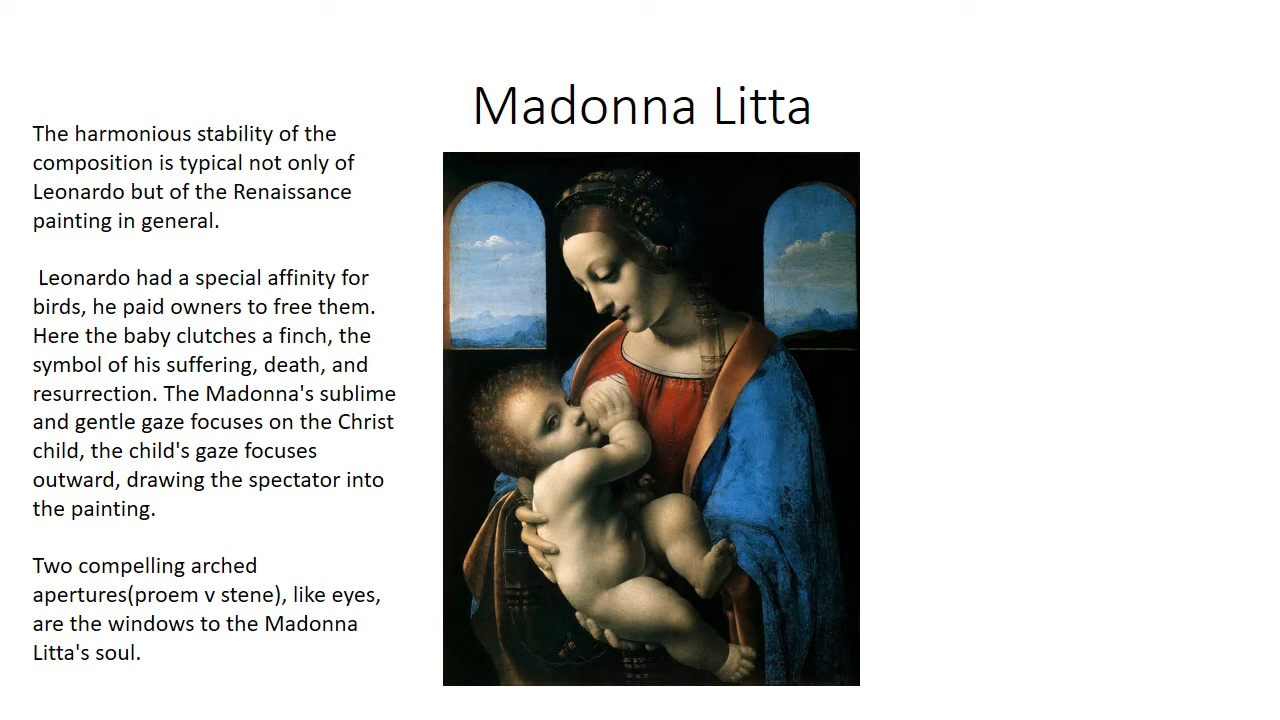 Madonna Litta
The harmonious stability of the
composition is typical not only of
Leonardo but of the Renaissance
painting in general.
Leonardo had a special affinity for
birds, he paid owners to free them.
Here the baby clutches a finch, the
symbol of his suffering, death, and
resurrection. The Madonna's sublime
and gentle gaze focuses on the Christ
child, the child's gaze focuses
outward, drawing the spectator into
the painting.
Two compelling arched
apertures(proem v stene), like eyes,
are the windows to the Madonna
Litta's soul.